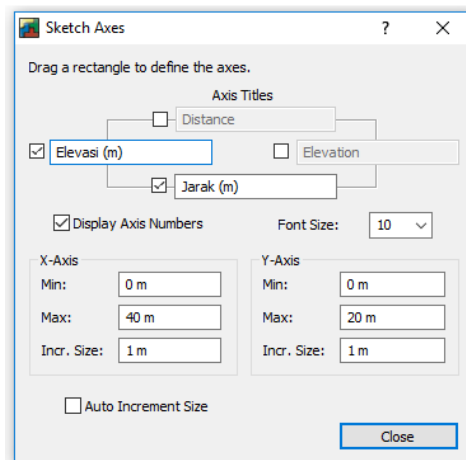 Sketch Axes
Drag a rectangle to define the axes.
Axis Titles
Distance
Elevasi (m)
Elevation
Jarak (m)
Display Axis Numbers
Font Size:
10
X-Axis
Y-Axis
Min:
0 m
Min:
0 m
Max:
40 m
Max:
20 m
Incr. Size:
1 m
Incr. Size:
1 m
Auto Increment Size
Close